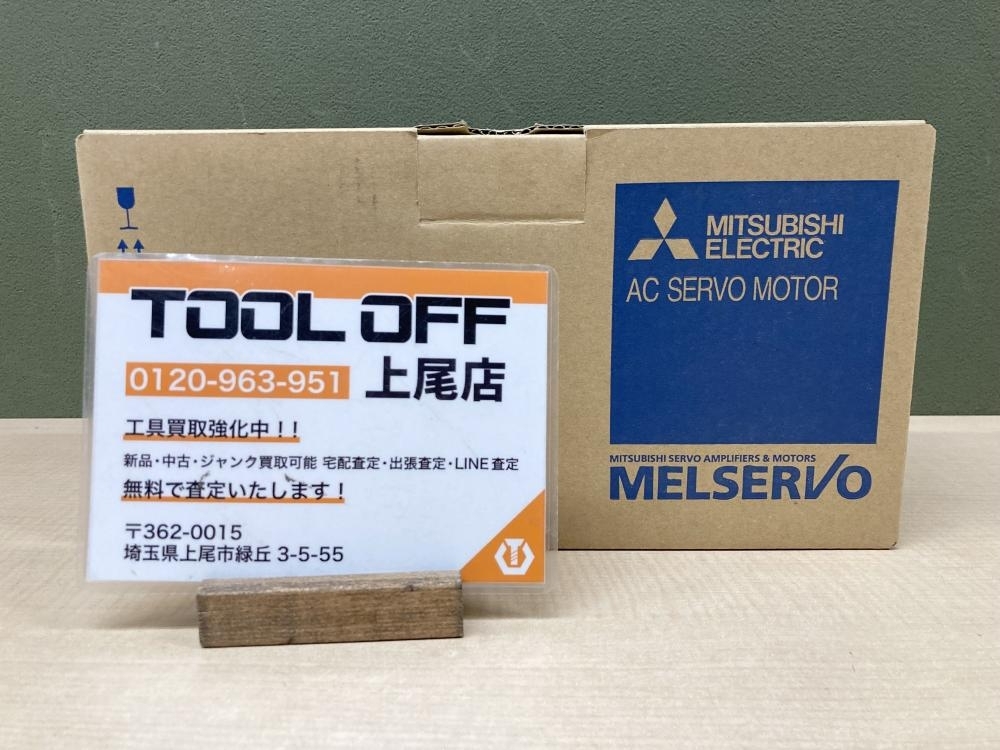 TOOL OFF
0120-963-951 上尾店
工具買取強化中！！
新品・中古・ジャンク買取可能 宅配査定・出張査定・LINE査定
無料で査定いたします！
〒362-0015
埼玉県上尾市緑丘 3-5-55
MITSUBISHI
ELECTRIC
AC SERVO MOTOR
MITSUBISHI SERVO AMPLIFIERS & MOTORS
MELSERVO